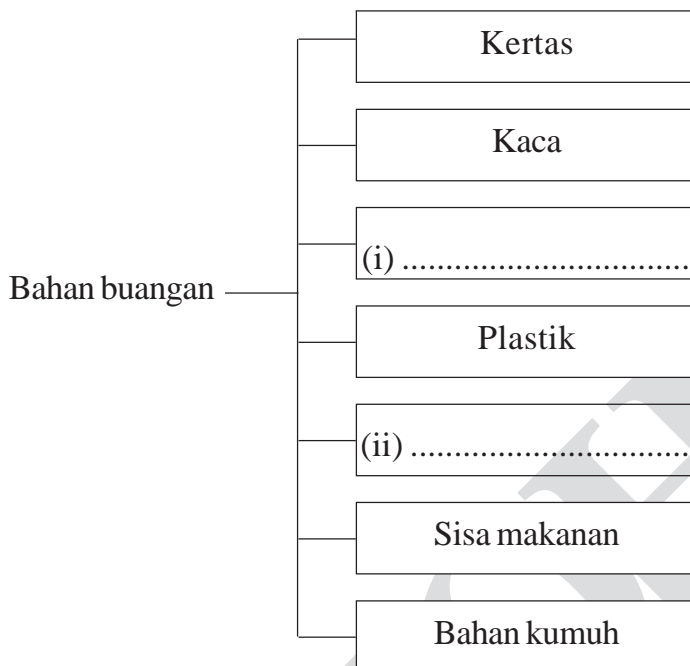 Kertas
Kaca
(i) .................................
Bahan buangan
Plastik
(ii) ................................
Sisa makanan
Bahan kumuh